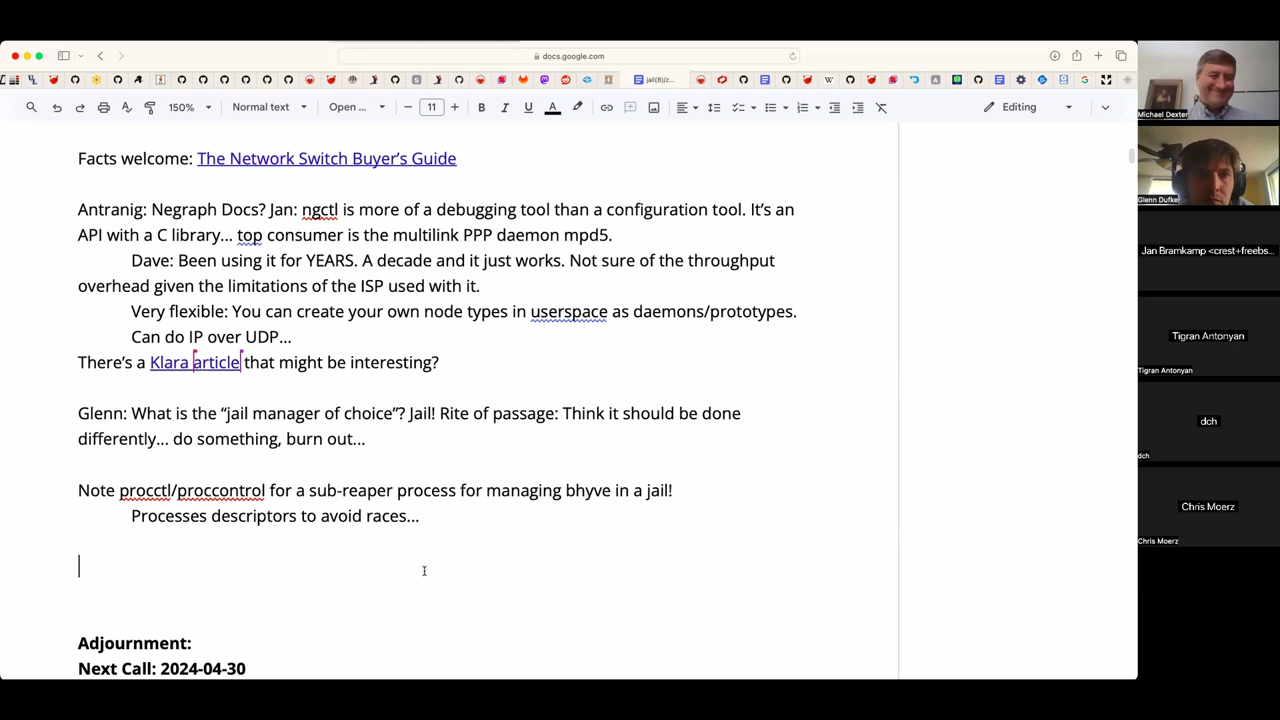 docs.google.com
jail(8)/z...
150%
Normal text
Open ...
11
Editing
Facts welcome: The Network Switch Buyer's Guide
Antranig: Negraph Docs? Jan: ngctl is more of a debugging tool than a configuration tool. It's an
API with a C library... top consumer is the multilink PPP daemon mpd5.
Dave: Been using it for YEARS. A decade and it just works. Not sure of the throughput
overhead given the limitations of the ISP used with it.
Very flexible: You can create your own node types in userspace as daemons/prototypes.
Can do IP over UDP...
There's a Klara article that might be interesting?
Glenn: What is the "jail manager of choice"? Jail! Rite of passage: Think it should be done
differently... do something, burn out...
Note procctl/proccontrol for a sub-reaper process for managing bhyve in a jail!
Processes descriptors to avoid races...
Adjournment:
Next Call: 2024-04-30
Michael Dexter
Glenn Dufke
Jan Bramkamp <crest+freebs...
Tigran Antonyan
Tigran Antonyan
dch
dch
Chris Moerz
Chris Moerz